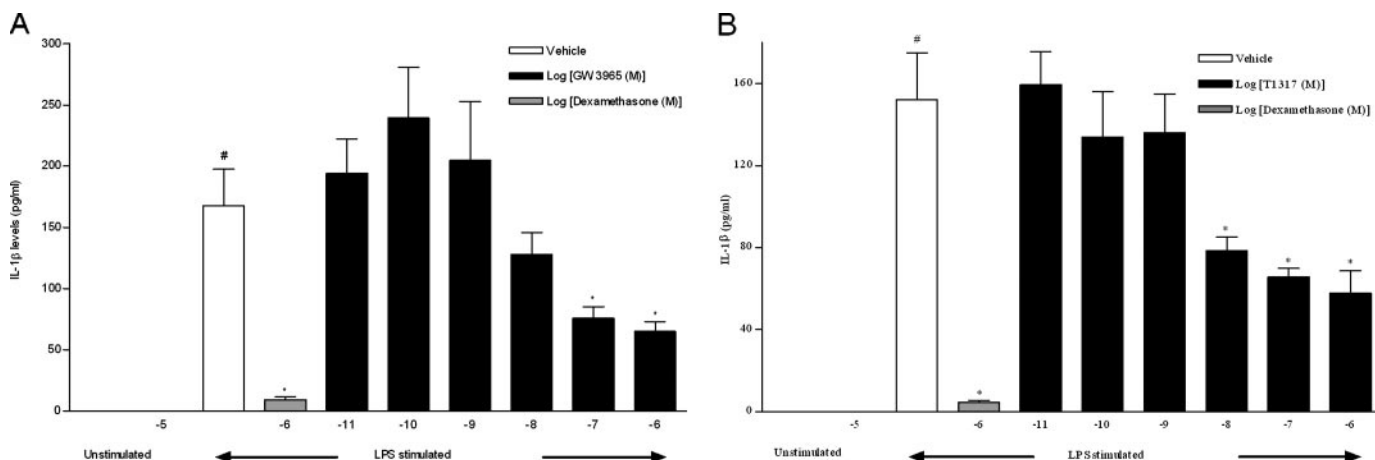 A
300
250
200
150
100
50
0
IL-1β levels (pg/ml)
#
*
*
*
Vehicle
Log [GW3965 (M)]
Log [Dexamethasone (M)]
-5 -6 -11 -10 -9 -8 -7 -6
Unstimulated LPS stimulated
B
160
120
80
40
0
IL-1β (pg/ml)
#
*
*
*
*
Vehicle
Log [T1317 (M)]
Log [Dexamethasone (M)]
-5 -6 -11 -10 -9 -8 -7 -6
Unstimulated LPS stimulated